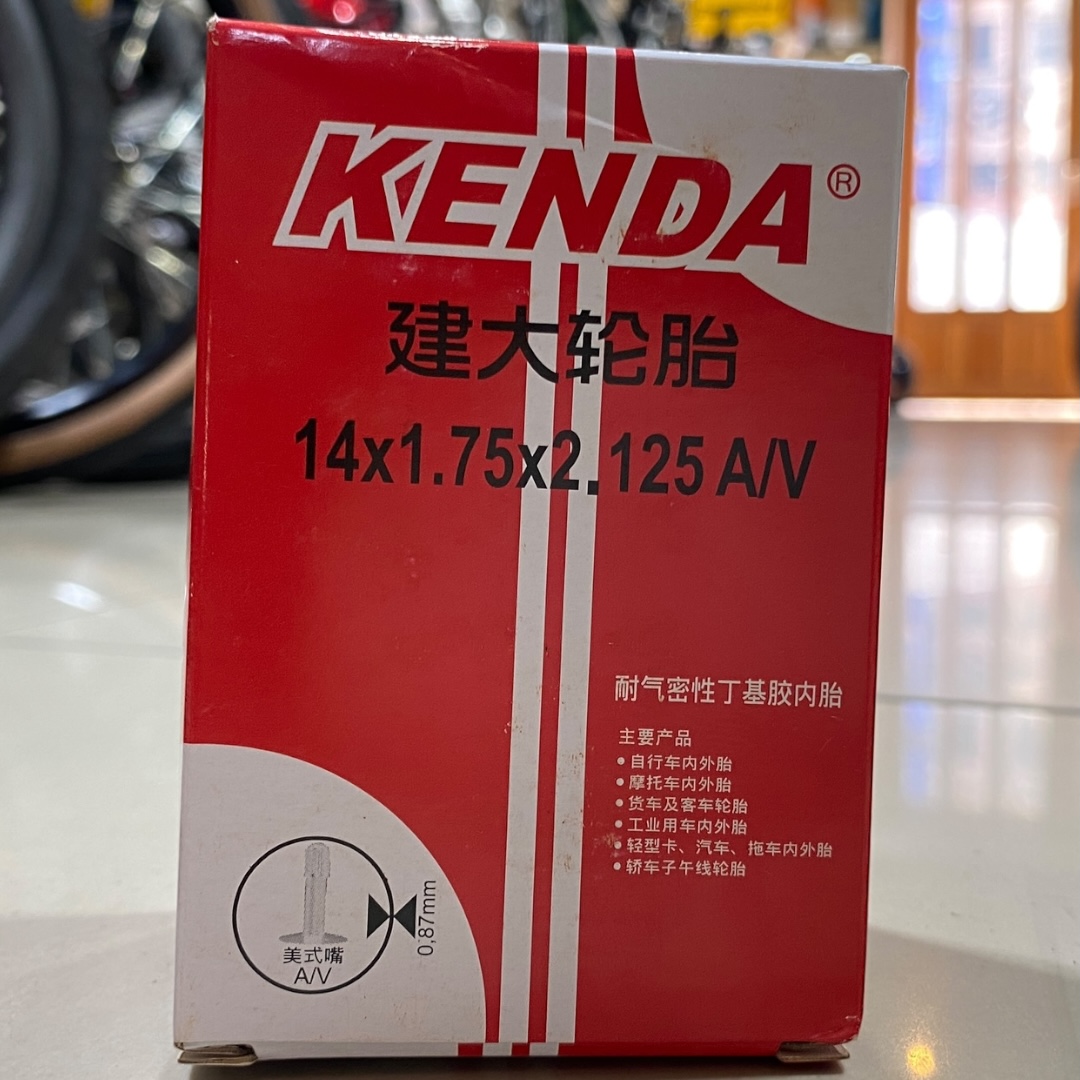 KENDA®
建大轮胎
14x1.75x2.125 A/V
耐气密性丁基胶内胎
主要产品
•自行车内外胎
•摩托车内外胎
•货车及客车轮胎
•工业用车内外胎
•轻型卡、汽车、拖车内外胎
•轿车子午线轮胎
美式嘴
A/V
0,87mm